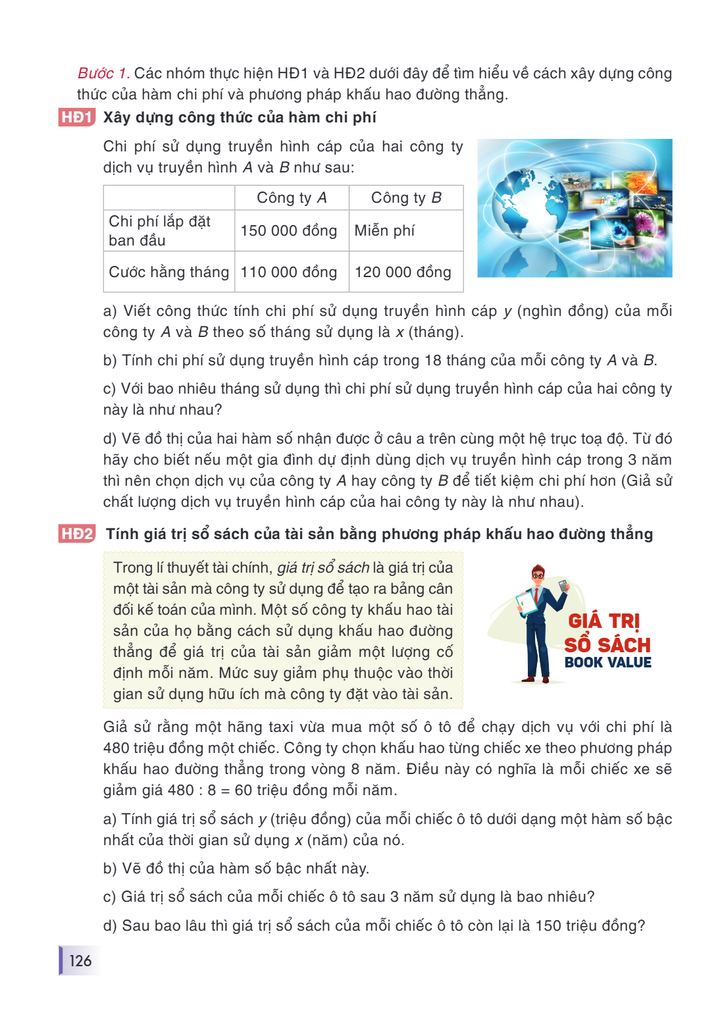 Bước 1. Các nhóm thực hiện HĐ1 và HĐ2 dưới đây để tìm hiểu về cách xây dựng công
thức của hàm chi phí và phương pháp khấu hao đường thẳng.
HĐ1 Xây dựng công thức của hàm chi phí
Chi phí sử dụng truyền hình cáp của hai công ty
dịch vụ truyền hình A và B như sau:
Công ty A Công ty B
Chi phí lắp đặt
ban đầu 150 000 đồng Miễn phí
Cước hằng tháng 110 000 đồng 120 000 đồng
a) Viết công thức tính chi phí sử dụng truyền hình cáp y (nghìn đồng) của mỗi
công ty A và B theo số tháng sử dụng là x (tháng).
b) Tính chi phí sử dụng truyền hình cáp trong 18 tháng của mỗi công ty A và B.
c) Với bao nhiêu tháng sử dụng thì chi phí sử dụng truyền hình cáp của hai công ty
này là như nhau?
d) Vẽ đồ thị của hai hàm số nhận được ở câu a trên cùng một hệ trục toạ độ. Từ đó
hãy cho biết nếu một gia đình dự định dùng dịch vụ truyền hình cáp trong 3 năm
thì nên chọn dịch vụ của công ty A hay công ty B để tiết kiệm chi phí hơn (Giả sử
chất lượng dịch vụ truyền hình cáp của hai công ty này là như nhau).
HĐ2 Tính giá trị sổ sách của tài sản bằng phương pháp khấu hao đường thẳng
Trong lí thuyết tài chính, giá trị sổ sách là giá trị của
một tài sản mà công ty sử dụng để tạo ra bảng cân
đối kế toán của mình. Một số công ty khấu hao tài
sản của họ bằng cách sử dụng khấu hao đường
thẳng để giá trị của tài sản giảm một lượng cố
định mỗi năm. Mức suy giảm phụ thuộc vào thời
gian sử dụng hữu ích mà công ty đặt vào tài sản.
GIÁ TRỊ
SỔ SÁCH
BOOK VALUE
Giả sử rằng một hãng taxi vừa mua một số ô tô để chạy dịch vụ với chi phí là
480 triệu đồng một chiếc. Công ty chọn khấu hao từng chiếc xe theo phương pháp
khấu hao đường thẳng trong vòng 8 năm. Điều này có nghĩa là mỗi chiếc xe sẽ
giảm giá 480 : 8 = 60 triệu đồng mỗi năm.
a) Tính giá trị sổ sách y (triệu đồng) của mỗi chiếc ô tô dưới dạng một hàm số bậc
nhất của thời gian sử dụng x (năm) của nó.
b) Vẽ đồ thị của hàm số bậc nhất này.
c) Giá trị sổ sách của mỗi chiếc ô tô sau 3 năm sử dụng là bao nhiêu?
d) Sau bao lâu thì giá trị sổ sách của mỗi chiếc ô tô còn lại là 150 triệu đồng?
126